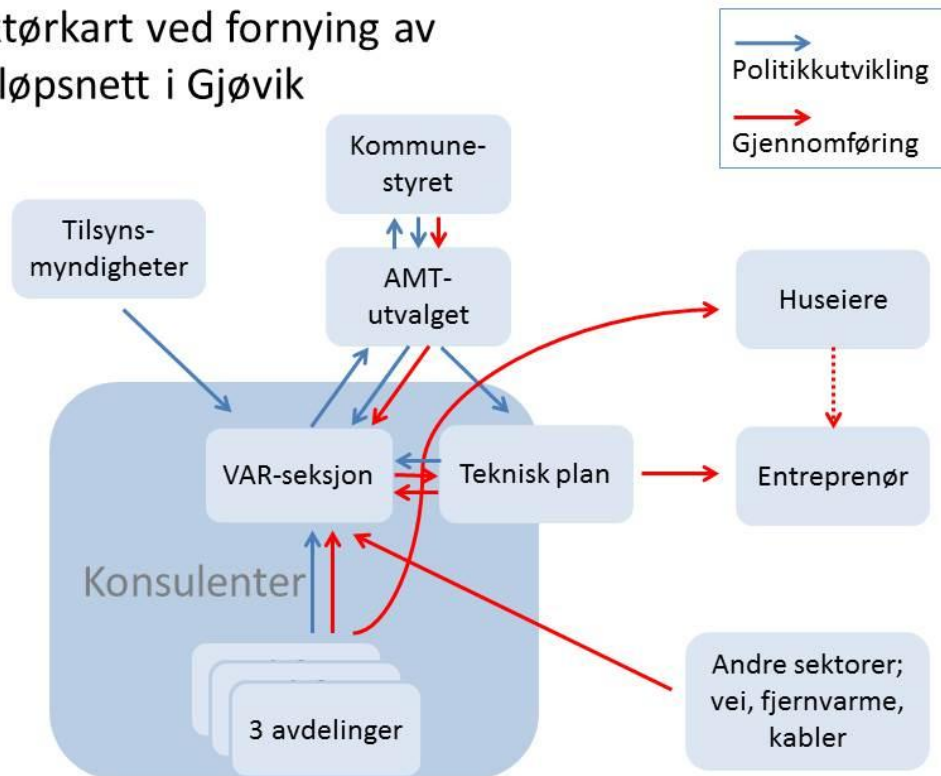 tørkart ved fornying av
løpsnett i Gjøvik
Politikkutvikling
Gjennomføring
Kommune-
styret
Tilsyns-
myndigheter
AMT-
utvalget
Huseiere
VAR-seksjon
Teknisk plan
Entreprenør
Konsulenter
3 avdelinger
Andre sektorer;
vei, fjernvarme,
kabler